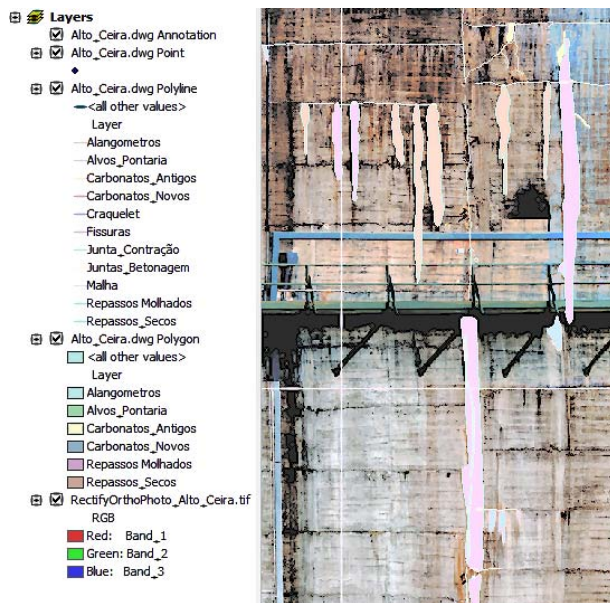 Layers
Alto_Ceira.dwg Annotation
Alto_Ceira.dwg Point
Alto_Ceira.dwg Polyline
<all other values>
Layer
Alangometros
Alvos_Pontaria
Carbonatos_Antigos
Carbonatos_Novos
Craquelet
Fissuras
Junta_Contração
Juntas_Betonagem
Malha
Repassos Molhados
Repassos_Secos
Alto_Ceira.dwg Polygon
<all other values>
Layer
Alangometros
Alvos_Pontaria
Carbonatos_Antigos
Carbonatos_Novos
Repassos Molhados
Repassos_Secos
RectifyOrthoPhoto_Alto_Ceira.tif
RGB
Red: Band_1
Green: Band_2
Blue: Band_3